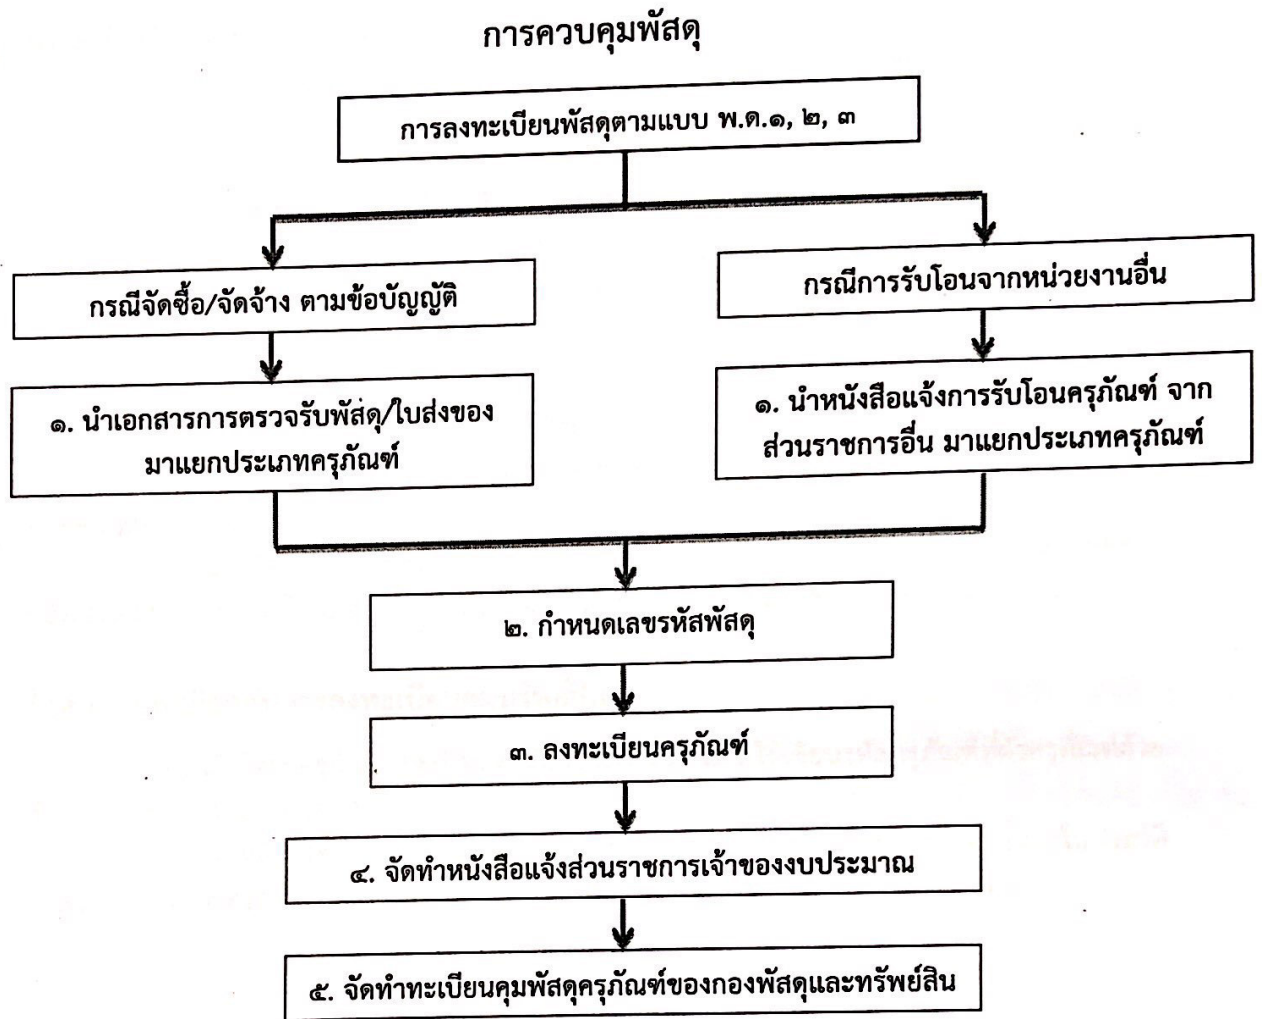 การควบคุมพัสดุ
การลงทะเบียนพัสดุตามแบบ พ.ด.๑, ๒, ๓
กรณีจัดซื้อ/จัดจ้าง ตามข้อบัญญัติ
กรณีการรับโอนจากหน่วยงานอื่น
๑. นำเอกสารการตรวจรับพัสดุ/ใบส่งของ
มาแยกประเภทครุภัณฑ์
๑. นำหนังสือแจ้งการรับโอนครุภัณฑ์ จาก
ส่วนราชการอื่น มาแยกประเภทครุภัณฑ์
๒. กำหนดเลขรหัสพัสดุ
๓. ลงทะเบียนครุภัณฑ์
๔. จัดทำหนังสือแจ้งส่วนราชการเจ้าของงบประมาณ
๕. จัดทำทะเบียนคุมพัสดุครุภัณฑ์ของกองพัสดุและทรัพย์สิน